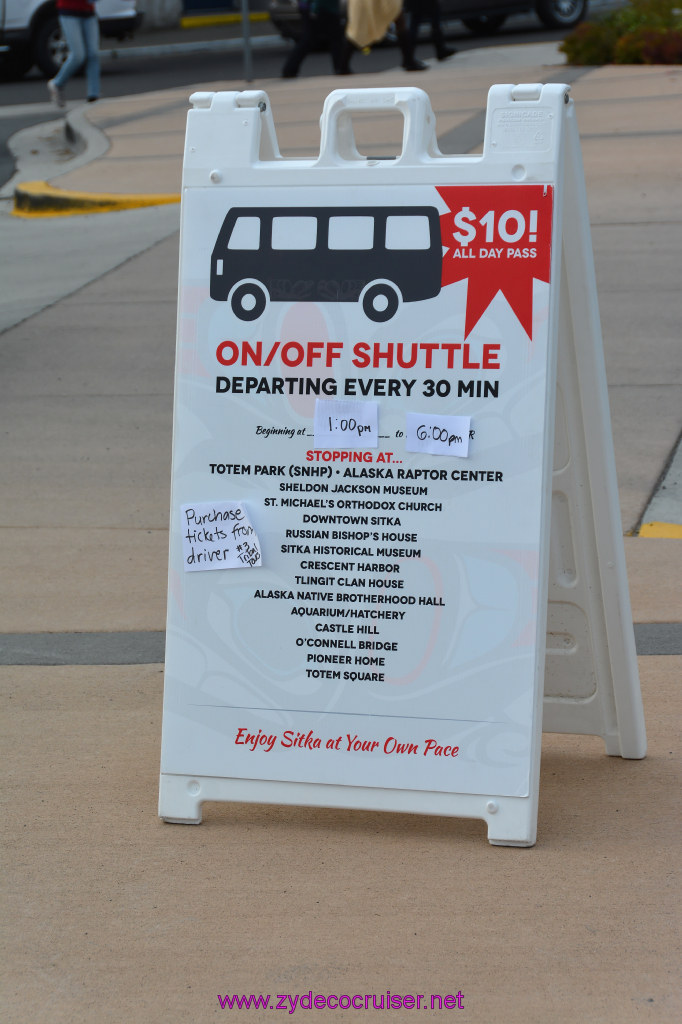 $10!
ALL DAY PASS
ON/OFF SHUTTLE
DEPARTING EVERY 30 MIN
Beginning at 1:00pm to 6:00pm
STOPPING AT...
TOTEM PARK (SNHP) • ALASKA RAPTOR CENTER
SHELDON JACKSON MUSEUM
ST. MICHAEL'S ORTHODOX CHURCH
DOWNTOWN SITKA
RUSSIAN BISHOP'S HOUSE
SITKA HISTORICAL MUSEUM
CRESCENT HARBOR
TLINGIT CLAN HOUSE
ALASKA NATIVE BROTHERHOOD HALL
AQUARIUM/HATCHERY
CASTLE HILL
O'CONNELL BRIDGE
PIONEER HOME
TOTEM SQUARE
Purchase
tickets from
driver #3
Tribal
Enjoy Sitka at Your Own Pace
www.zydecocruiser.net